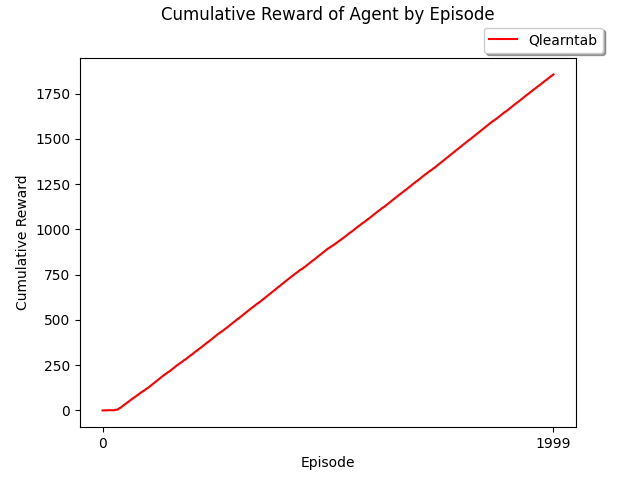 Cumulative Reward of Agent by Episode
Qlearntab
1750
1500
1250
1000
750
500
250
0
Cumulative Reward
0 1999
Episode